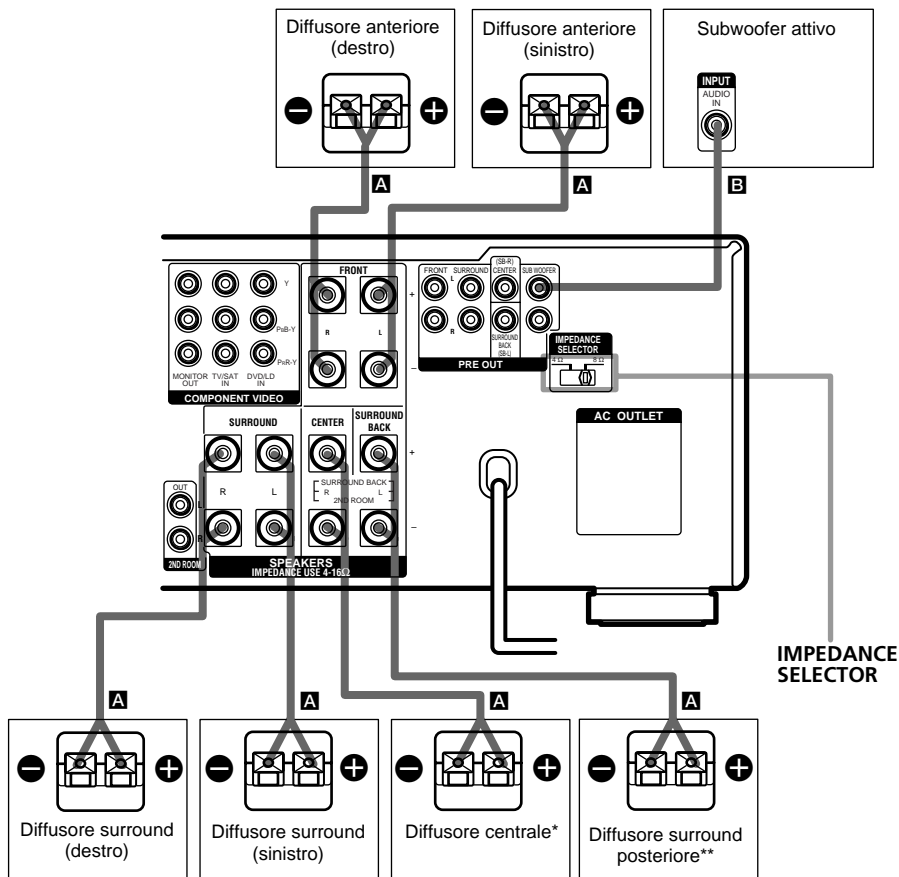 Diffusore anteriore
(destro)
Diffusore anteriore
(sinistro)
Subwoofer attivo
INPUT
AUDIO
IN
A
A
B
FRONT
R
L
+
–
Y
PB/B-Y
PR/R-Y
MONITOR
OUT
TV/SAT
IN
DVD/LD
IN
COMPONENT VIDEO
FRONT
SURROUND
(SB-R)
CENTER
SUB WOOFER
L
R
SURROUND
BACK
(SB-L)
PRE OUT
IMPEDANCE
SELECTOR
4 Ω
8 Ω
AC OUTLET
SURROUND
CENTER
SURROUND
BACK
+
R
L
SURROUND BACK
R
L
2ND ROOM
–
OUT
L
R
2ND ROOM
SPEAKERS
IMPEDANCE USE 4-16Ω
IMPEDANCE
SELECTOR
A
A
A
A
Diffusore surround
(destro)
Diffusore surround
(sinistro)
Diffusore centrale*
Diffusore surround
posteriore**